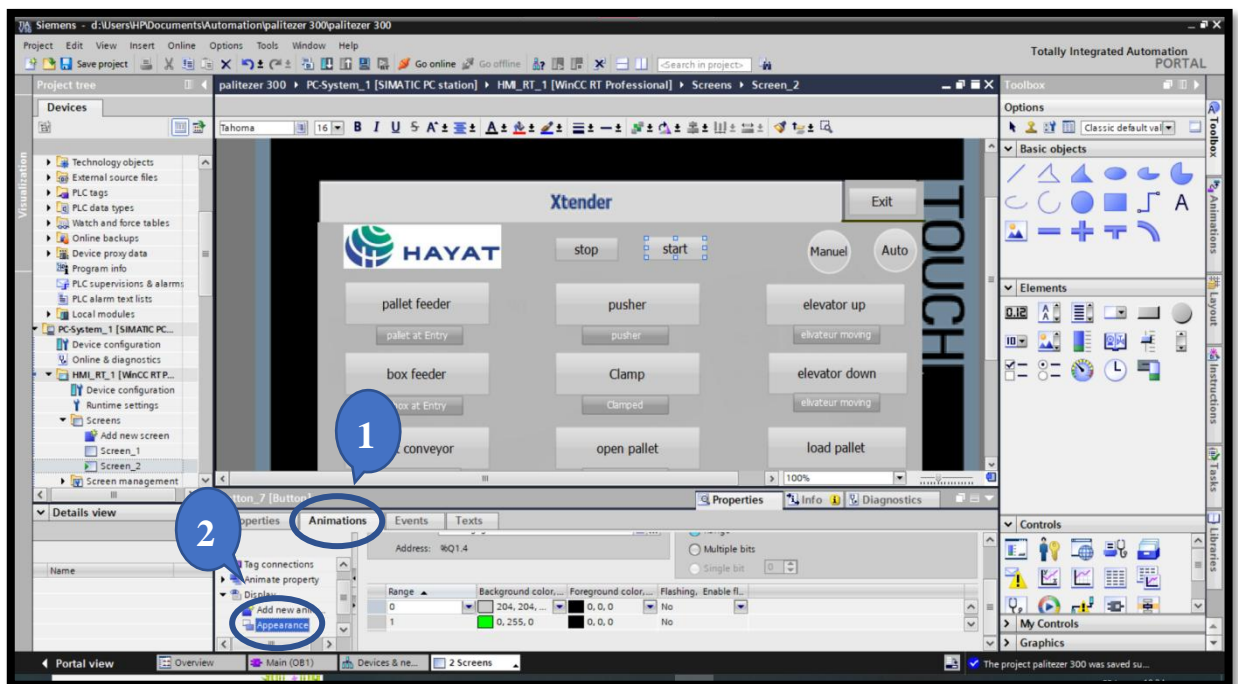 Siemens - d:\Users\HP\Documents\Automation\palitezer 300\palitezer 300
Project Edit View Insert Online Options Tools Window Help
Totally Integrated Automation
PORTAL
Save project Go online Go offline <Search in project>
Project tree
palitezer 300 PC-System_1 [SIMATIC PC station] HMI_RT_1 [WinCC RT Professional] Screens Screen_2
Toolbox
Devices
Options
Tahoma 16 B I U S A
Classic default val
Visualization
Technology objects
External source files
PLC tags
PLC data types
Watch and force tables
Online backups
Device proxy data
Program info
PLC supervisions & alarms
PLC alarm text lists
Local modules
PC-System_1 [SIMATIC PC...
Device configuration
Online & diagnostics
HMI_RT_1 [WinCC RT P...
Device configuration
Runtime settings
Screens
Add new screen
Screen_1
Screen_2
Screen management
Xtender
Exit
TOUCH
HAYAT
stop
start
Manuel
Auto
pallet feeder
pusher
elevator up
pallet at Entry
pusher
elivateur moving
box feeder
Clamp
elevator down
box at Entry
Clamped
elivateur moving
conveyor
open pallet
load pallet
100%
1
2
Basic objects
A
Elements
Controls
My Controls
Graphics
Toolbox
Animations
Layout
Instructions
Tasks
Libraries
Button_7 [Button]
Properties Info Diagnostics
Details view
Name
Properties Animations Events Texts
Tag connections
Animate property
Display
Add new ani...
Appearance
Address: %Q1.4
Range
Multiple bits
Single bit 0
Range Background color,... Foreground color,... Flashing, Enable fl..
0 204, 204, ... 0, 0, 0 No
1 0, 255, 0 0, 0, 0 No
Portal view Overview Main (OB1) Devices & ne... 2 Screens
The project palitezer 300 was saved su...